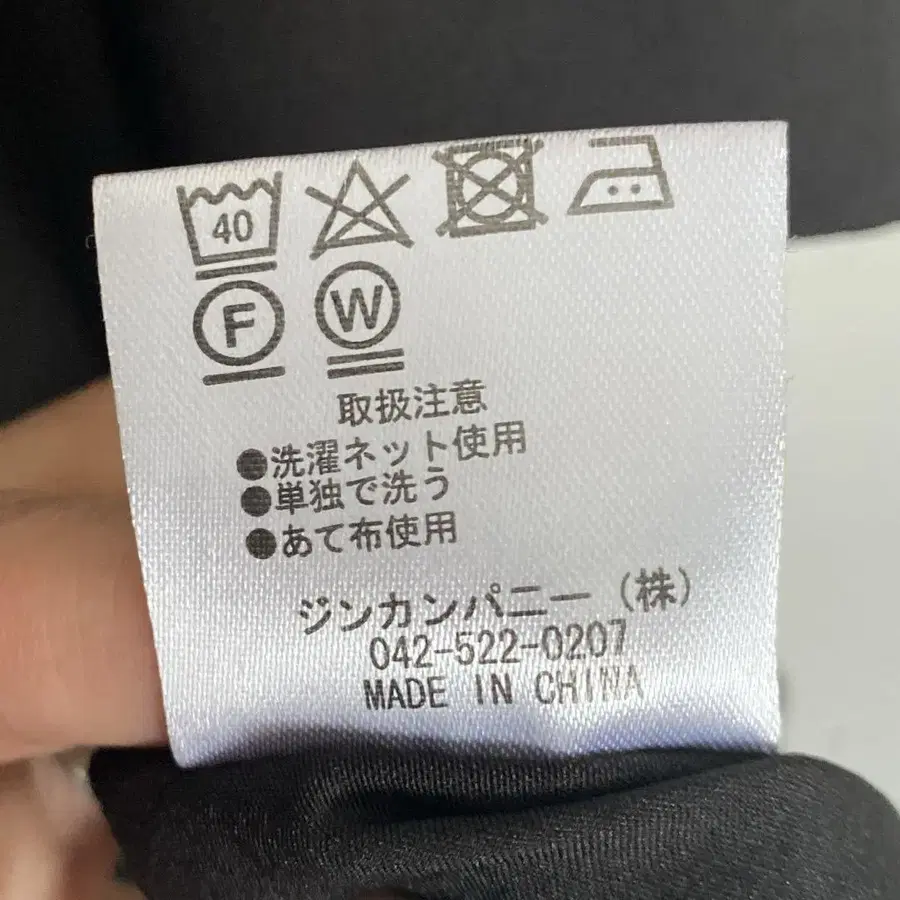 40
F W
取扱注意
●洗濯ネット使用
●単独で洗う
●あて布使用
ジンカンパニー(株)
042-522-0207
MADE IN CHINA